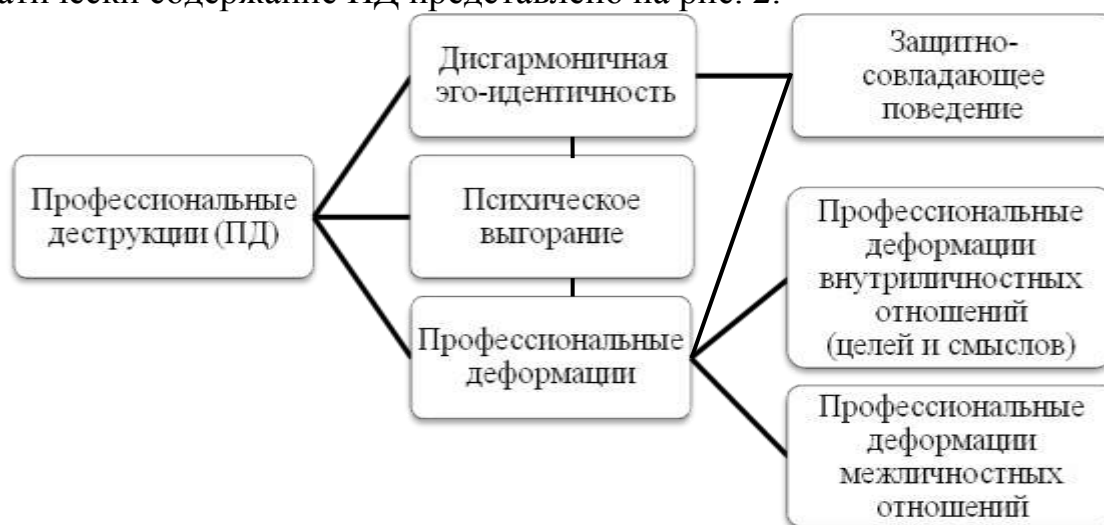 содержание ПД представлено на рис. 2.
Дисгармоничная
эго-идентичность
Защитно-
совладающее
поведение
Профессиональные
деструкции (ПД)
Психическое
выгорание
Профессиональные
деформации
внутриличностных
отношений
(целей и смыслов)
Профессиональные
деформации
Профессиональные
деформации
межличностных
отношений